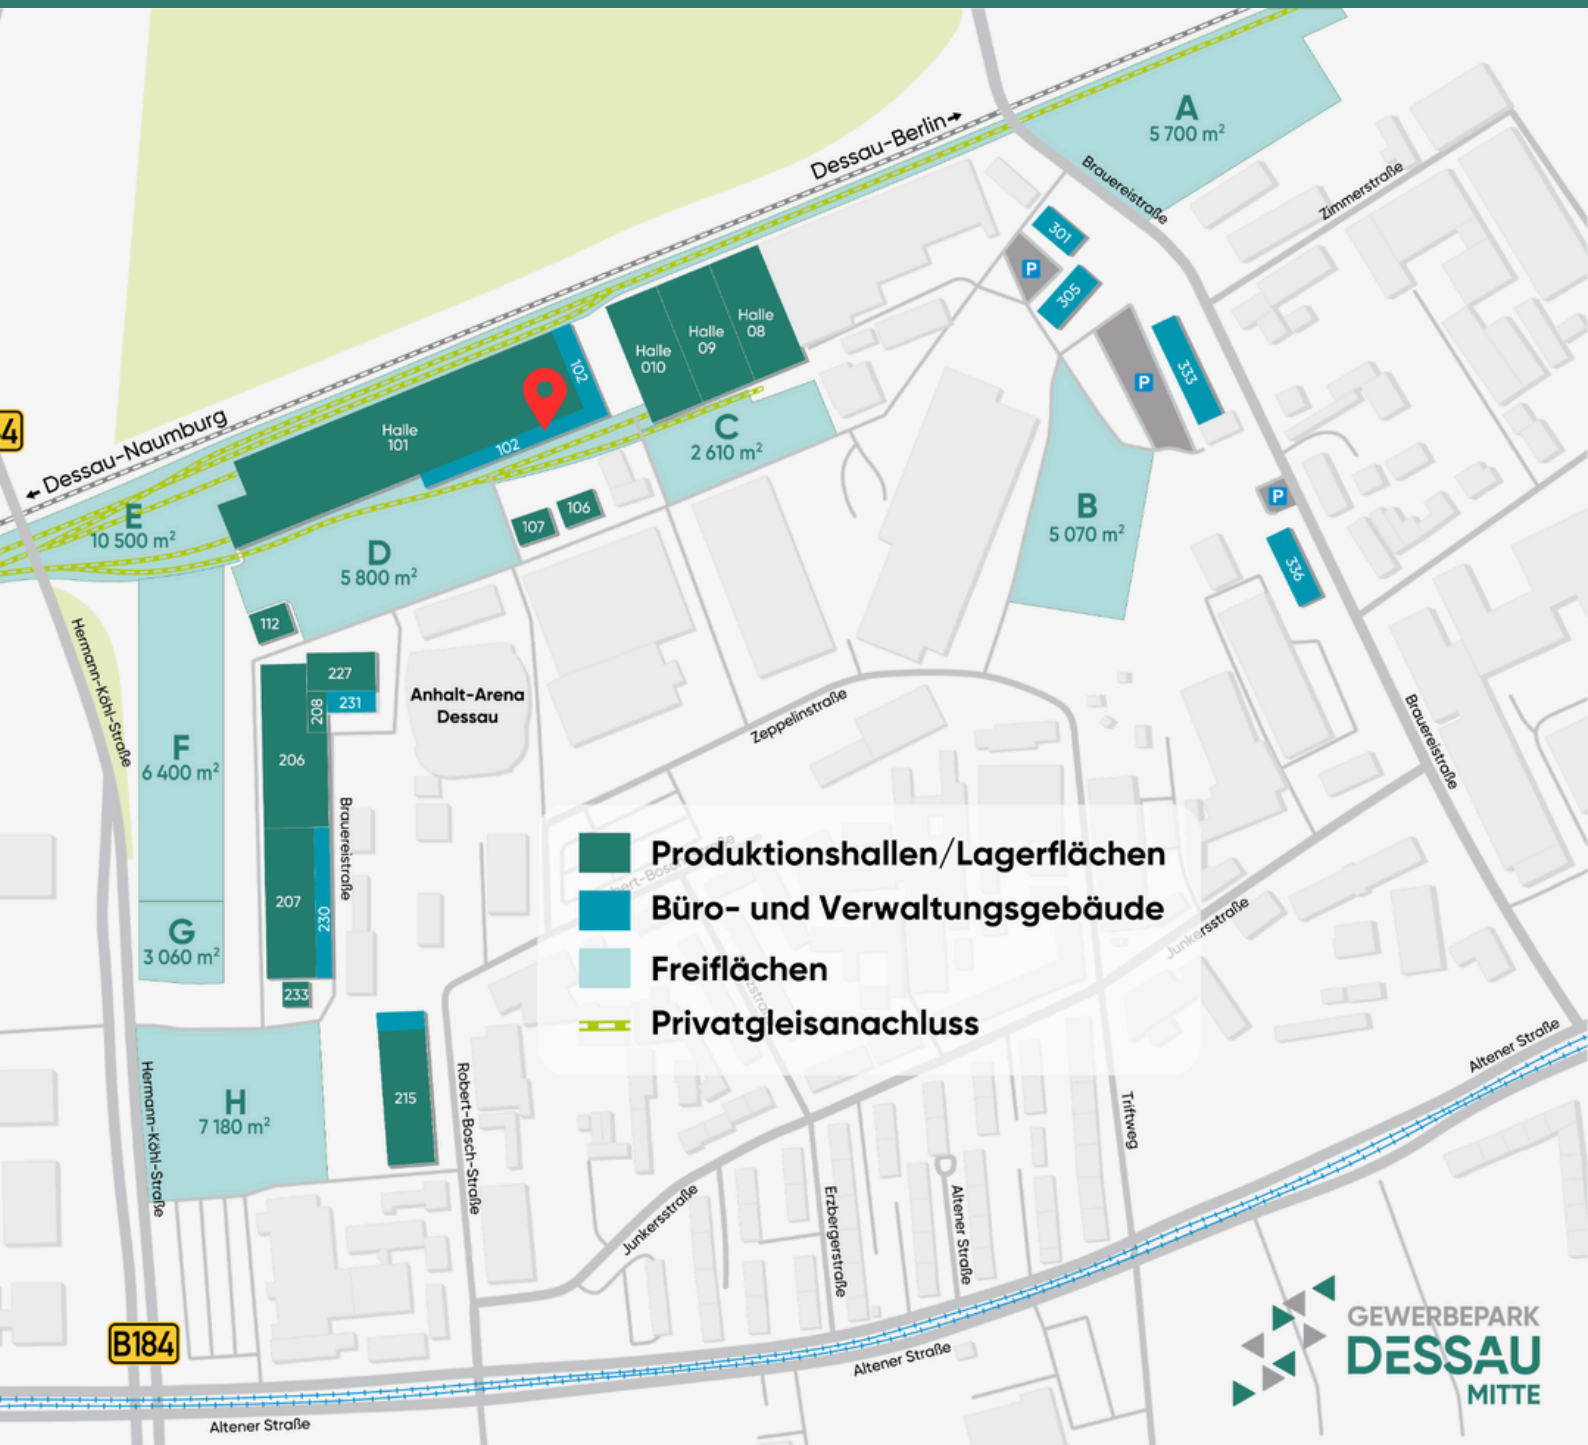 A
5 700 m²
Dessau-Berlin
Brauereistraße
Zimmerstraße
301
P
305
Halle
08
Halle
09
Halle
010
P
333
102
Halle
101
102
4
Dessau-Naumburg
C
2 610 m²
B
5 070 m²
P
336
E
10 500 m²
D
5 800 m²
107
106
112
Hermann-Köhl-Straße
227
231
208
Anhalt-Arena
Dessau
206
F
6 400 m²
Zeppelinstraße
Brauereistraße
Brauereistraße
207
230
G
3 060 m²
233
Produktionshallen/Lagerflächen
Büro- und Verwaltungsgebäude
Freiflächen
Privatgleisanachluss
Junkersstraße
H
7 180 m²
215
Hermann-Köhl-Straße
Robert-Bosch-Straße
Triftweg
Altener Straße
Junkersstraße
Erzbergerstraße
Altener Straße
B184
Altener Straße
Altener Straße
GEWERBEPARK
DESSAU
MITTE